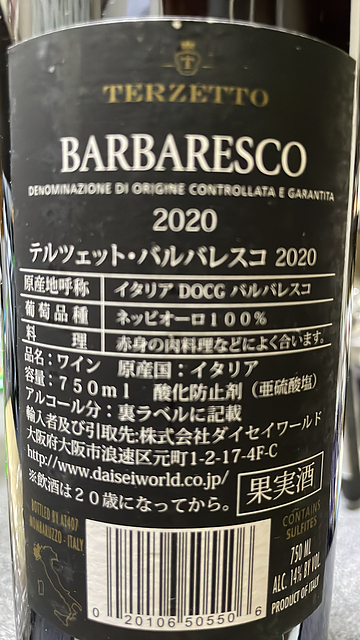 T
TERZETTO
BARBARESCO
DENOMINAZIONE DI ORIGINE CONTROLLATA E GARANTITA
2020
テルツェット・バルバレスコ 2020
原産地呼称 イタリア DOCG バルバレスコ
葡萄品種 ネッビオーロ100%
料理 赤身の肉料理などによく合います。
品名：ワイン 原産国：イタリア
容量：750ml 酸化防止剤（亜硫酸塩）
アルコール分：裏ラベルに記載
輸入者及び引取先:株式会社ダイセイワールド
大阪府大阪市浪速区元町1-2-17-4F-C
http://www.daiseiworld.co.jp/
※飲酒は20歳になってから。
果実酒
BOTTLED BY AT407
MOMBARUZZO - ITALY
CONTAINS
SULFITES
750 ML
ALC. 14% BY VOL.
PRODUCT OF ITALY
0 20106 50550 6